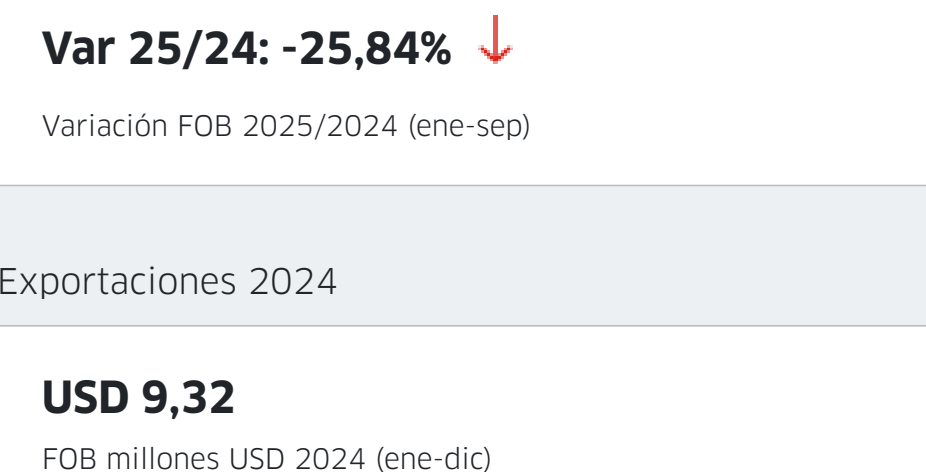 Var 25/24: -25,84%
Variación FOB 2025/2024 (ene-sep)
Exportaciones 2024
USD 9,32
FOB millones USD 2024 (ene-dic)